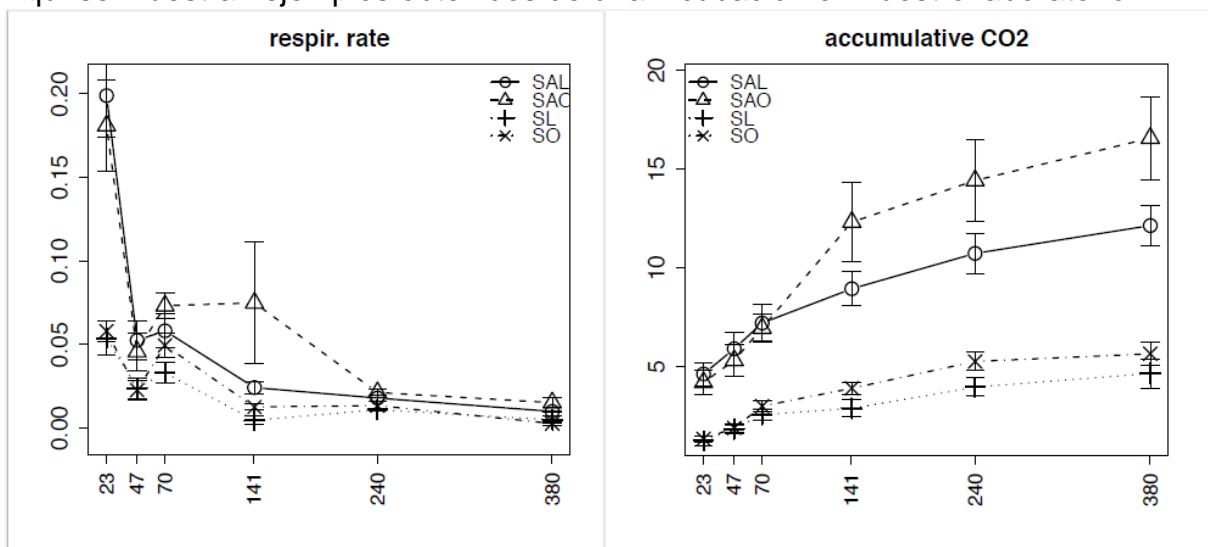 respir. rate
0.20
0.15
0.10
0.05
0.00
SAL
SAO
SL
SO
23 47 70 141 240 380
accumulative CO2
20
15
10
5
SAL
SAO
SL
SO
23 47 70 141 240 380